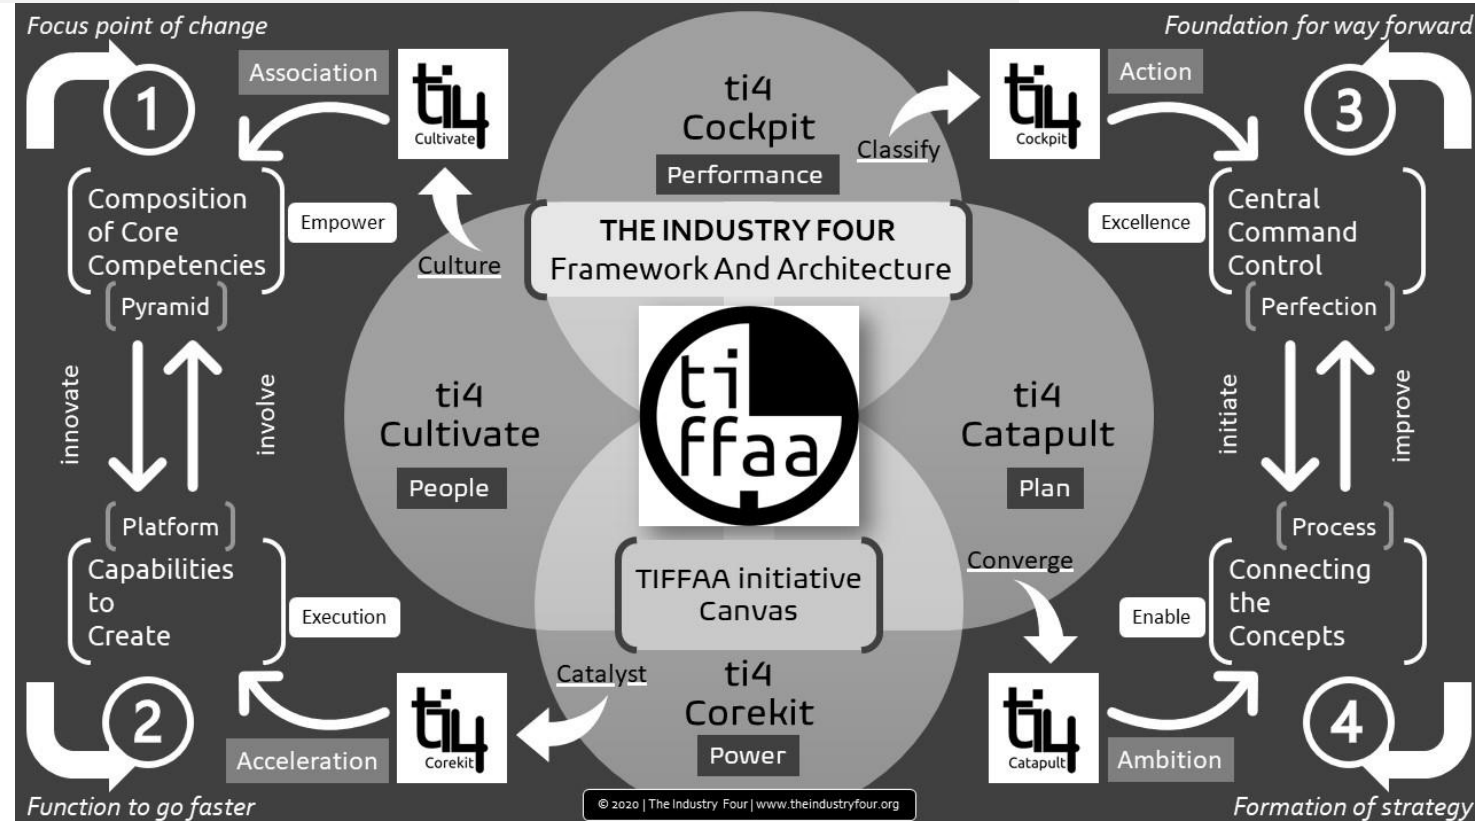 Focus point of change
1
Association
ti4
Cultivate
Composition
of Core
Competencies
Pyramid
Empower
Culture
innovate
involve
Platform
Capabilities
to
Create
Execution
2
Acceleration
ti4
Corekit
Catalyst
Function to go faster
ti4
Cockpit
Performance
THE INDUSTRY FOUR
Framework And Architecture
ti
ffaa
ti4
Cultivate
People
ti4
Catapult
Plan
TIFFAA initiative
Canvas
ti4
Corekit
Power
© 2020 | The Industry Four | www.theindustryfour.org
Foundation for way forward
Classify
ti4
Cockpit
Action
3
Central
Command
Control
Perfection
Excellence
initiate
improve
Process
Connecting
the
Concepts
Enable
Converge
ti4
Catapult
Ambition
4
Formation of strategy